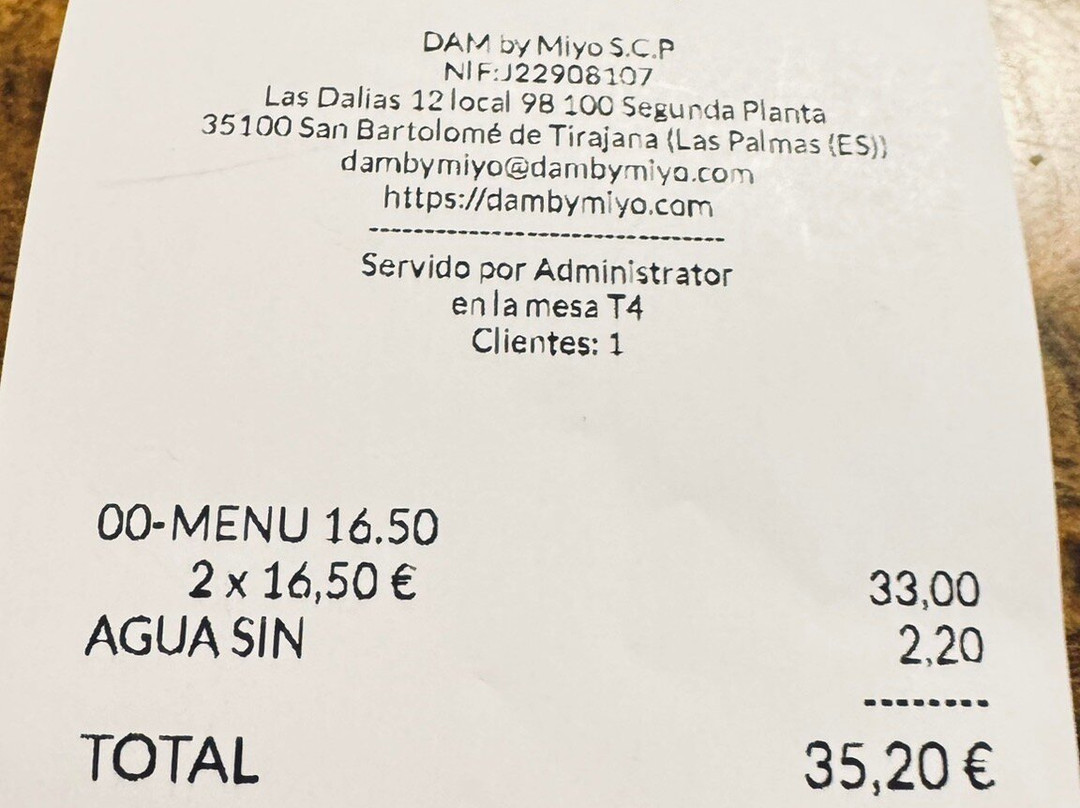 DAM by Miyo S.C.P
NIF:J22908107
Las Dalias 12 local 98 100 Segunda Planta
35100 San Bartolomé de Tirajana (Las Palmas (ES))
dambymiyo@dambymiyo.com
https://dambymiyo.com
--------------------------------
Servido por Administrator
en la mesa T4
Clientes: 1
00-MENU 16.50
2 x 16,50 € 33,00
AGUA SIN 2,20
--------
TOTAL 35,20 €